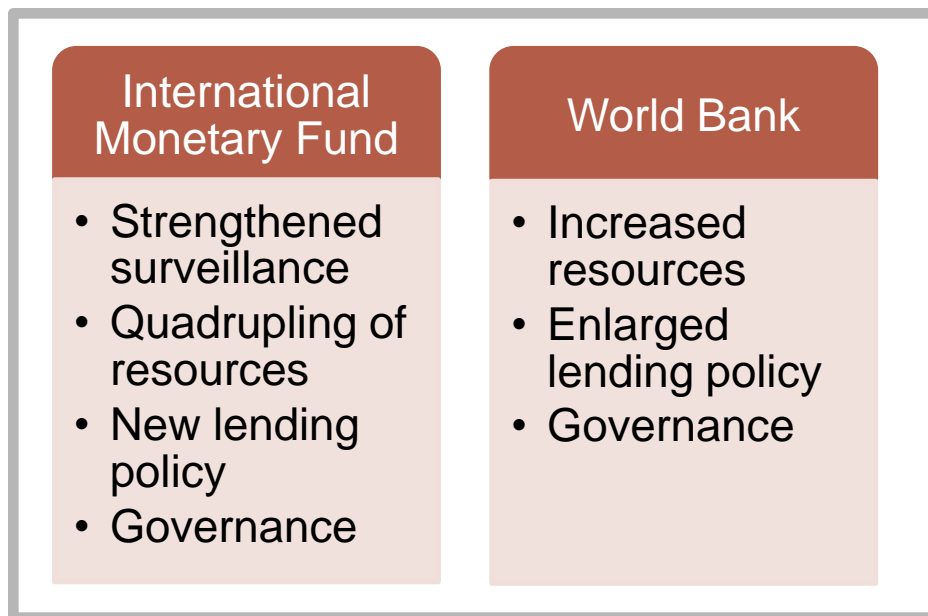 International
Monetary Fund
• Strengthened
surveillance
• Quadrupling of
resources
• New lending
policy
• Governance
World Bank
• Increased
resources
• Enlarged
lending policy
• Governance